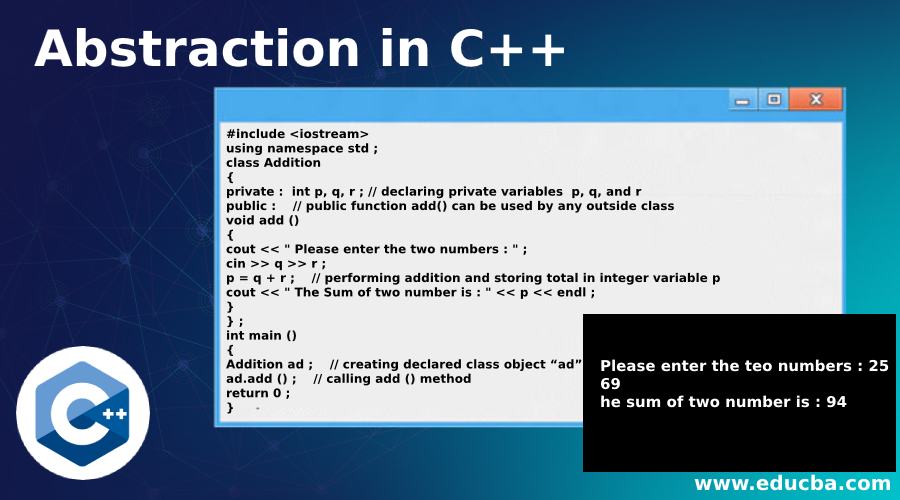 Abstraction in C++
#include <iostream>
using namespace std ;
class Addition
{
private :  int p, q, r ; // declaring private variables  p, q, and r
public :    // public function add() can be used by any outside class
void add ()
{
cout << " Please enter the two numbers : " ;
cin >> q >> r ;
p = q + r ;    // performing addition and storing total in integer variable p
cout << " The Sum of two number is : " << p << endl ;
}
} ;
int main ()
{
Addition ad ;    // creating declared class object “ad”
ad.add () ;    // calling add () method
return 0 ;
}
Please enter the teo numbers : 25
69
he sum of two number is : 94
C++
www.educba.com